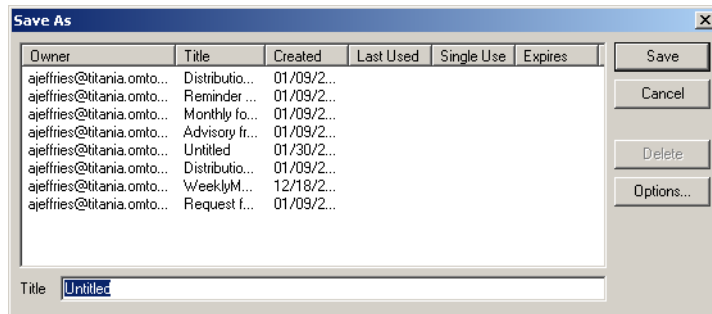 Save As
Owner Title Created Last Used Single Use Expires
ajeffries@titania.omto... Distributio... 01/09/2...
ajeffries@titania.omto... Reminder ... 01/09/2...
ajeffries@titania.omto... Monthly fo... 01/09/2...
ajeffries@titania.omto... Advisory fr... 01/09/2...
ajeffries@titania.omto... Untitled 01/30/2...
ajeffries@titania.omto... Distributio... 01/09/2...
ajeffries@titania.omto... WeeklyM... 12/18/2...
ajeffries@titania.omto... Request f... 01/09/2...
Save
Cancel
Delete
Options...
Title Untitled